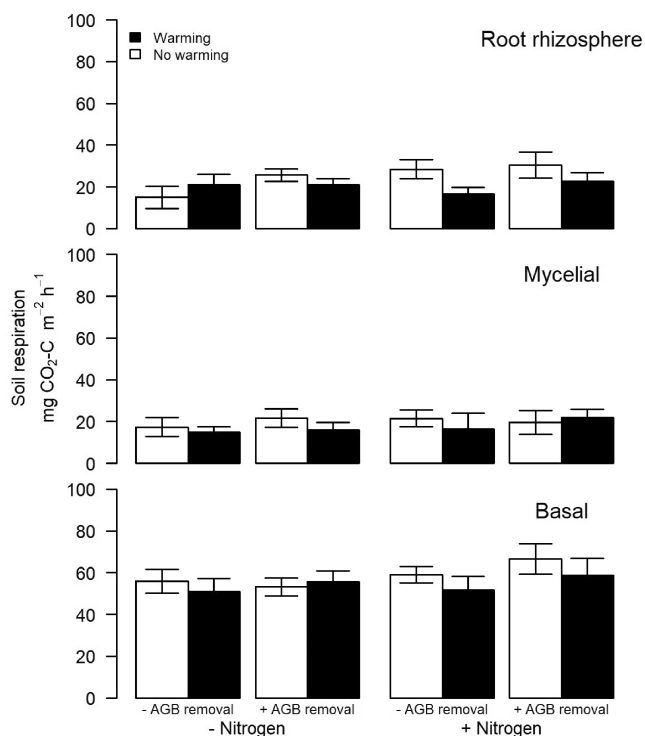 100
80
60
40
20
0
Warming
No warming
Root rhizosphere
100
80
60
40
20
0
Mycelial
Soil respiration
mg CO₂-C m⁻² h⁻¹
100
80
60
40
20
0
Basal
- AGB removal + AGB removal - AGB removal + AGB removal
- Nitrogen + Nitrogen